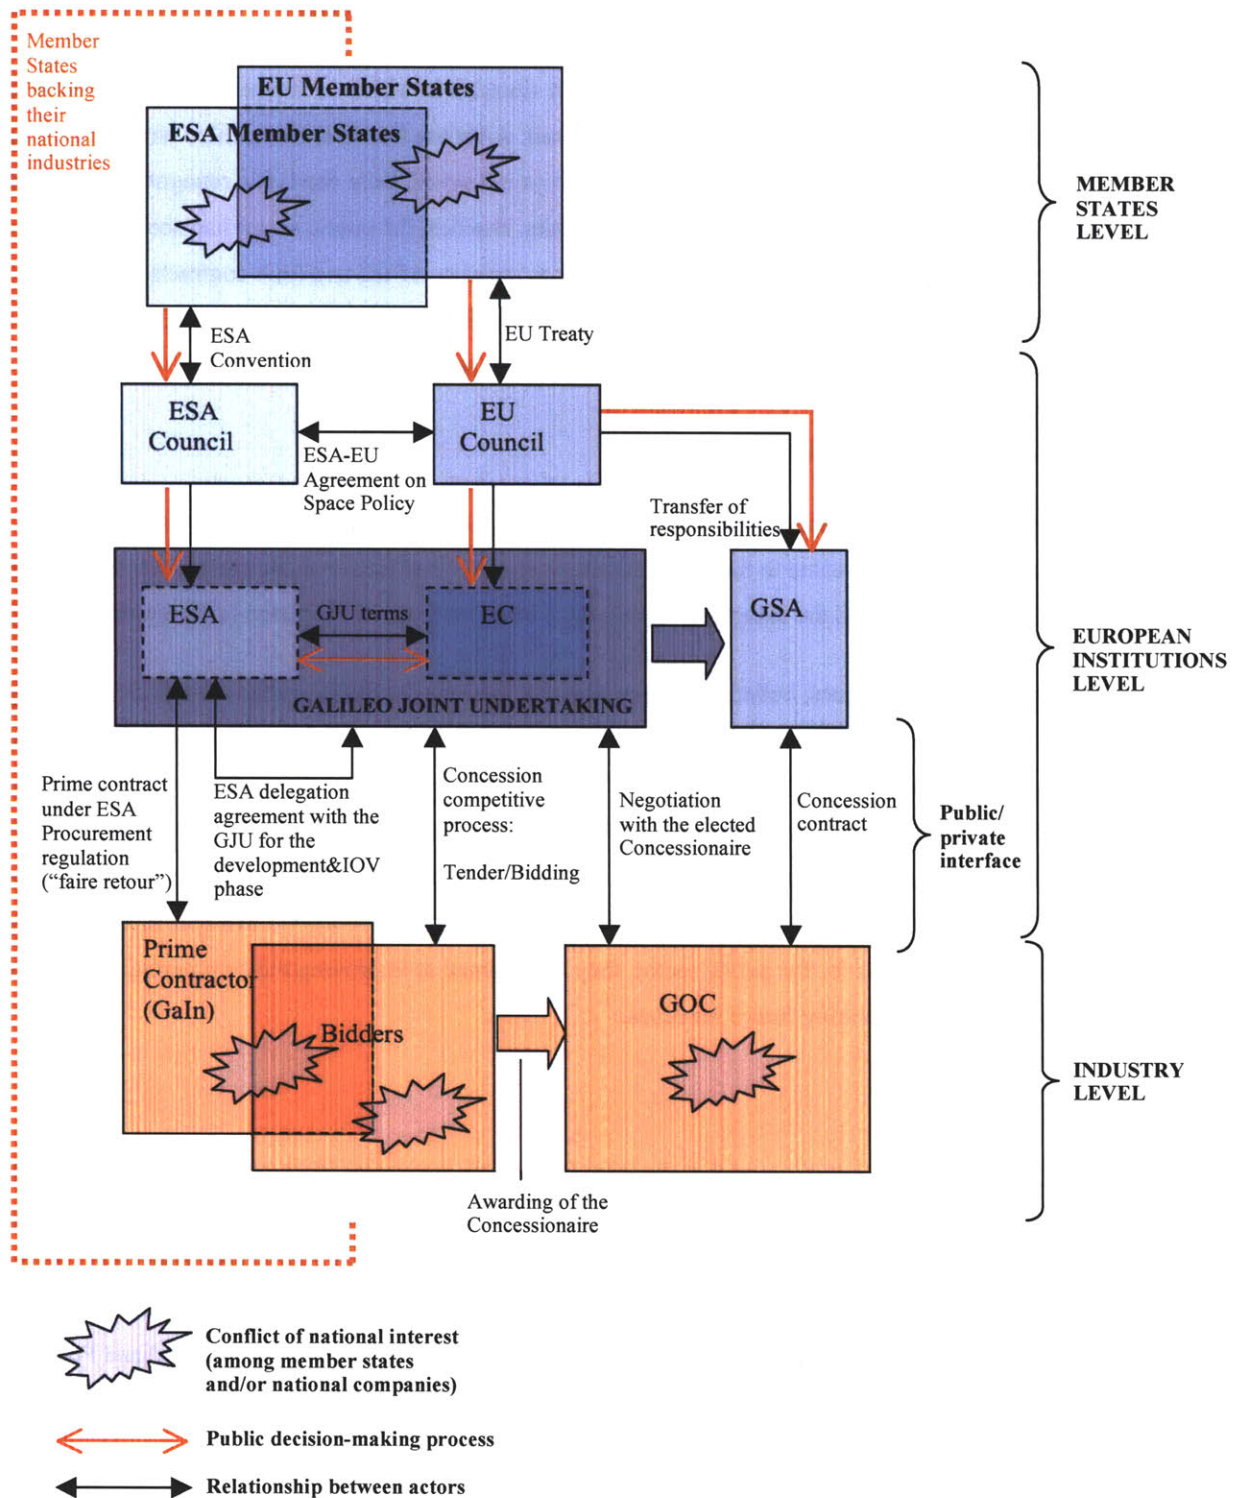 Member
States
backing
their
national
industries
EU Member States
ESA Member States
MEMBER
STATES
LEVEL
ESA
Convention
EU Treaty
ESA
Council
EU
Council
ESA-EU
Agreement on
Space Policy
Transfer of
responsibilities
ESA
GJU terms
EC
GSA
GALILEO JOINT UNDERTAKING
EUROPEAN
INSTITUTIONS
LEVEL
Prime contract
under ESA
Procurement
regulation
(“faire retour”)
ESA delegation
agreement with the
GJU for the
development&IOV
phase
Concession
competitive
process:
Tender/Bidding
Negotiation
with the elected
Concessionaire
Concession
contract
Public/
private
interface
Prime
Contractor
(GaIn)
Bidders
GOC
INDUSTRY
LEVEL
Awarding of the
Concessionaire
Conflict of national interest
(among member states
and/or national companies)
Public decision-making process
Relationship between actors